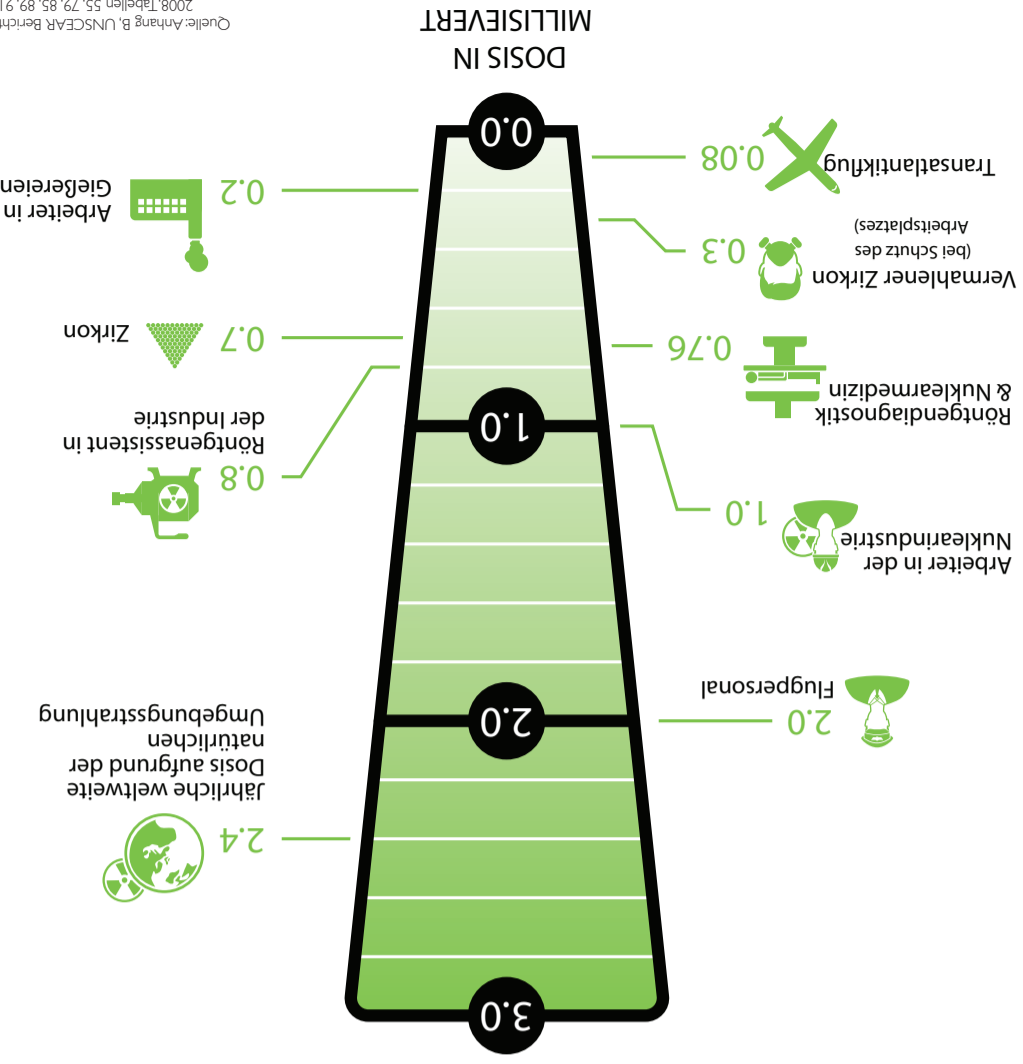 3.0
2.0
1.0
0.0
DOSIS IN
MILLISIEVERT
2.0
Flugpersonal
Arbeiter in der
Nuklearindustrie
1.0
Röntgendiagnostik
& Nuklearmedizin
0.76
Vermahlener Zirkon
(bei Schutz des
Arbeitsplatzes)
0.3
Transatlantikflug
0.08
2.4
Jährliche weltweite
Dosis aufgrund der
natürlichen
Umgebungsstrahlung
0.8
Röntgenassistent in
der Industrie
0.7
Zirkon
0.2
Arbeiter in
Gießereien
Quelle: Anhang B, UNSCEAR Bericht
2008. Tabellen 55, 79, 85, 89,